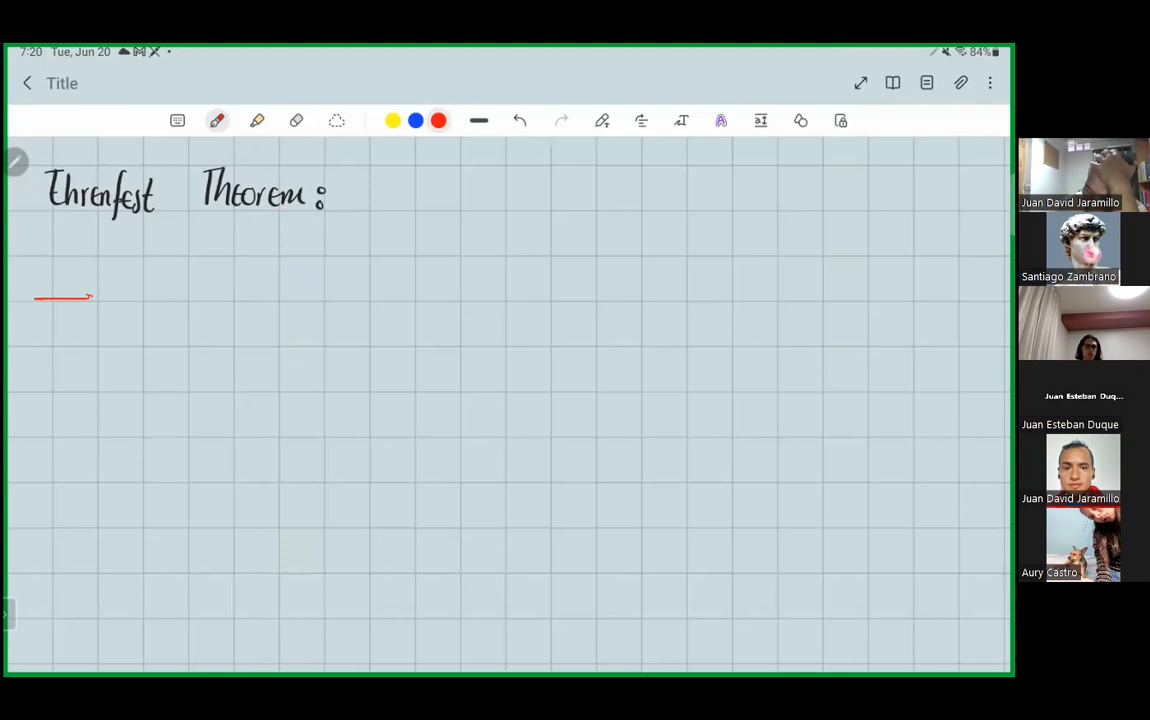 7:20 Tue, Jun 20
84%
Title
Ehrenfest Theorem:
Juan David Jaramillo
Santiago Zambrano
Juan Esteban Duq...
Juan Esteban Duque
Juan David Jaramillo
Aury Castro